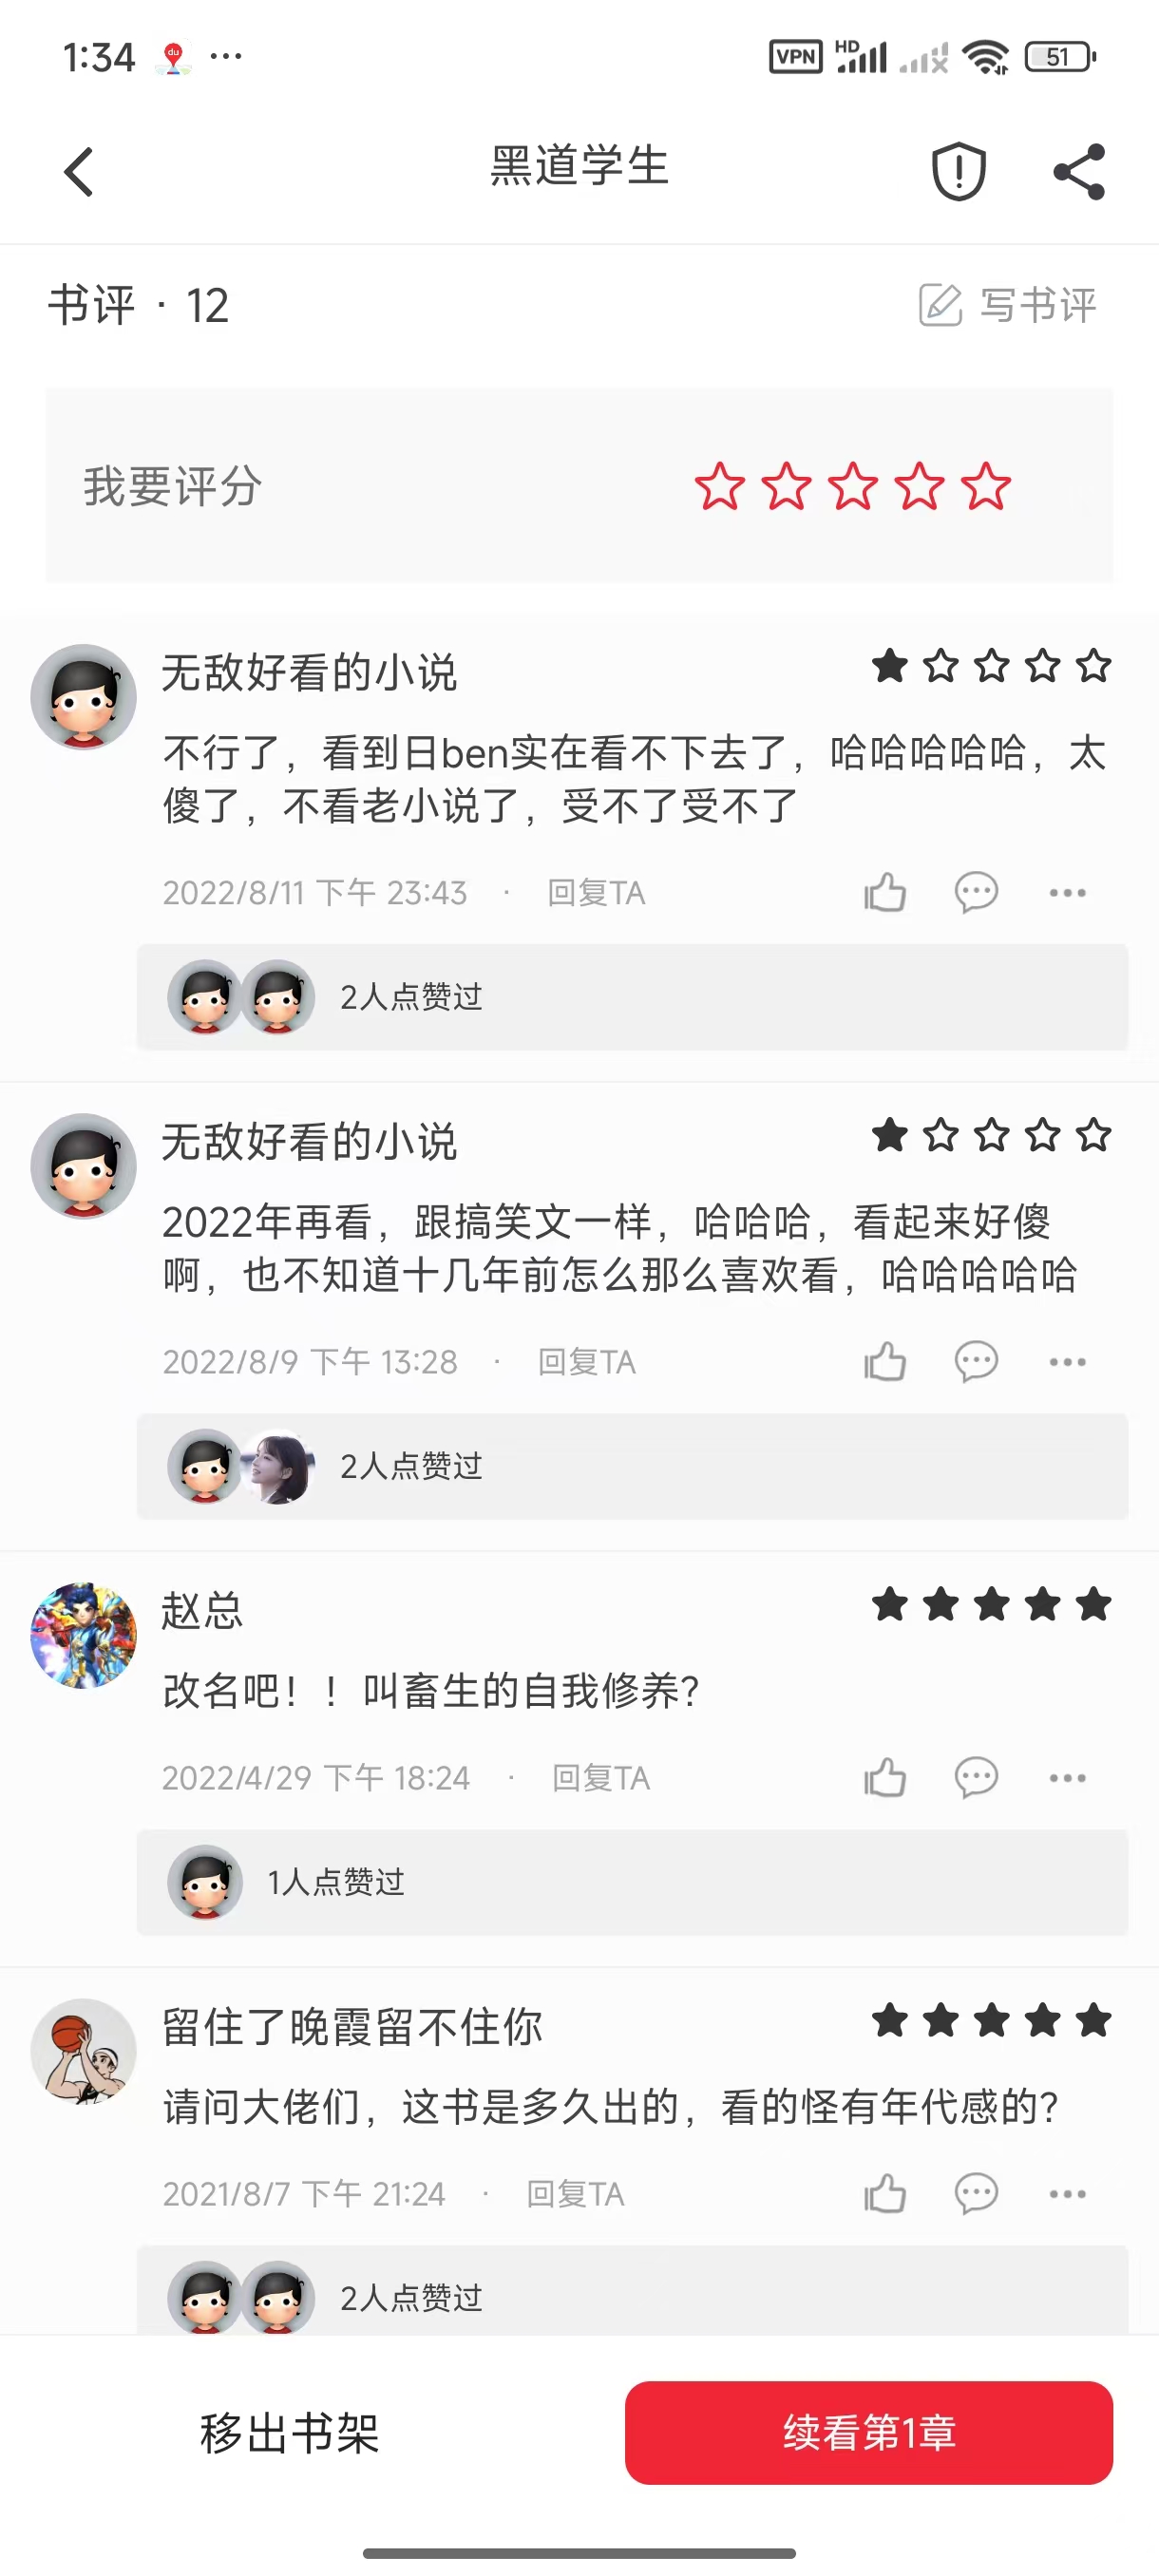 1:34 du ... VPN HD 51
黑道学生
书评 · 12 写书评
我要评分
无敌好看的小说
不行了，看到日ben实在看不下去了，哈哈哈哈哈，太
傻了，不看老小说了，受不了受不了
2022/8/11 下午 23:43 · 回复TA
2人点赞过
无敌好看的小说
2022年再看，跟搞笑文一样，哈哈哈，看起来好傻
啊，也不知道十几年前怎么那么喜欢看，哈哈哈哈哈
2022/8/9 下午 13:28 · 回复TA
2人点赞过
赵总
改名吧！！叫畜生的自我修养？
2022/4/29 下午 18:24 · 回复TA
1人点赞过
留住了晚霞留不住你
请问大佬们，这书是多久出的，看的怪有年代感的？
2021/8/7 下午 21:24 · 回复TA
2人点赞过
移出书架 续看第1章